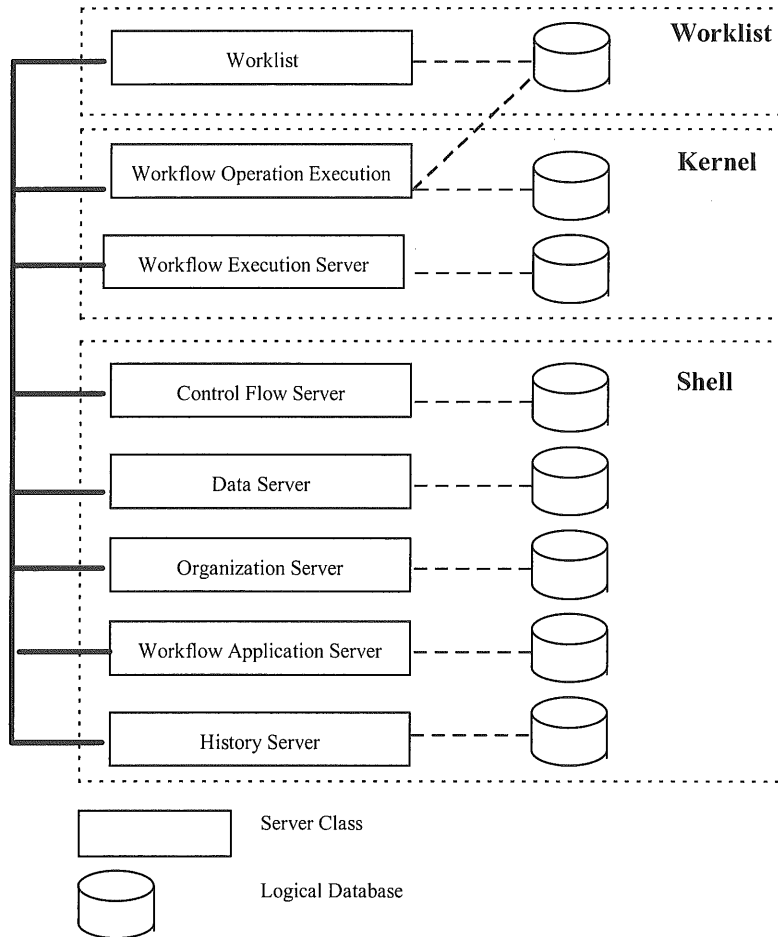 Worklist
Worklist
Workflow Operation Execution
Kernel
Workflow Execution Server
Control Flow Server
Shell
Data Server
Organization Server
Workflow Application Server
History Server
Server Class
Logical Database